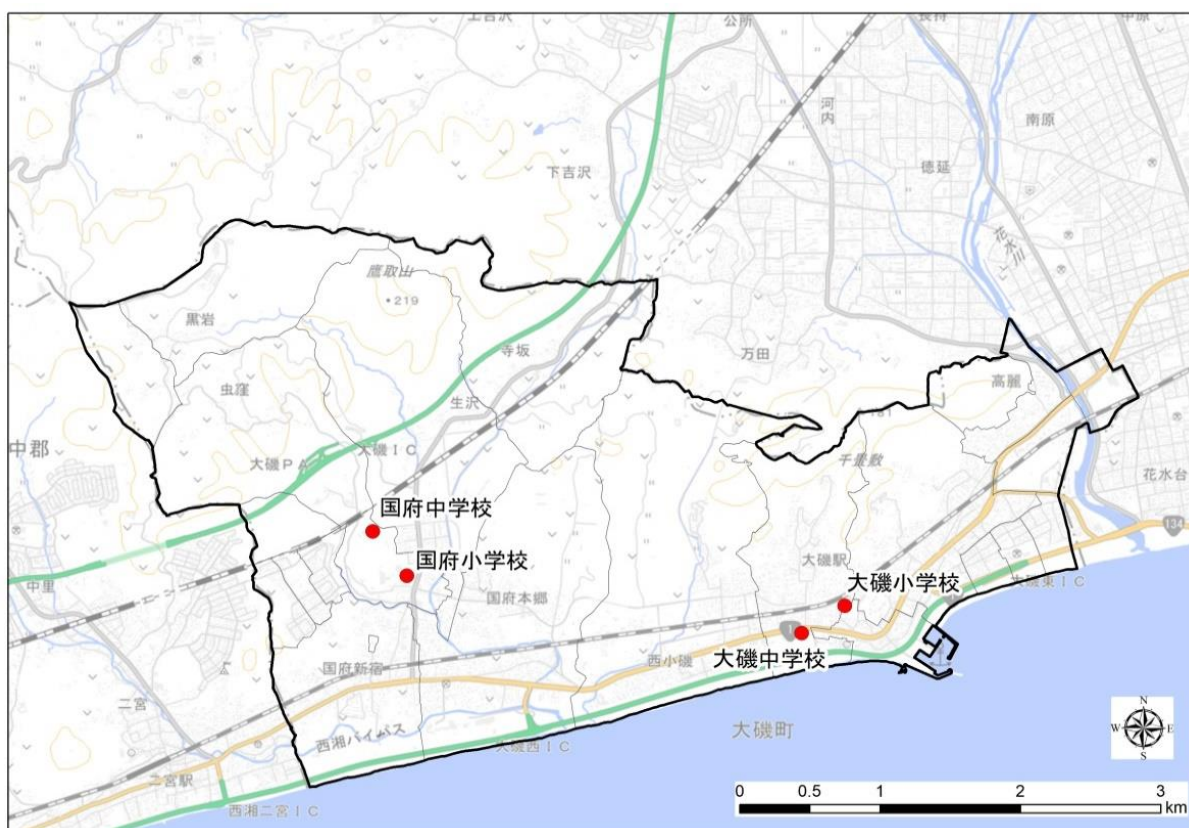 上吉沢
公所
長持
中原
河内
南原
徳延
下吉沢
花水川
鷹取山
・219
黒岩
寺坂
万田
高麗
虫窪
生沢
中郡
大磯PA
大磯IC
千畳敷
花水台
国府中学校
134
国府小学校
大磯駅
大磯小学校
大磯東IC
中里
国府本郷
1
大磯中学校
国府新宿
西小磯
二宮
西湘バイパス
大磯西IC
大磯町
二宮駅
西湘二宮IC
N
W
E
S
0 0.5 1 2 3
km